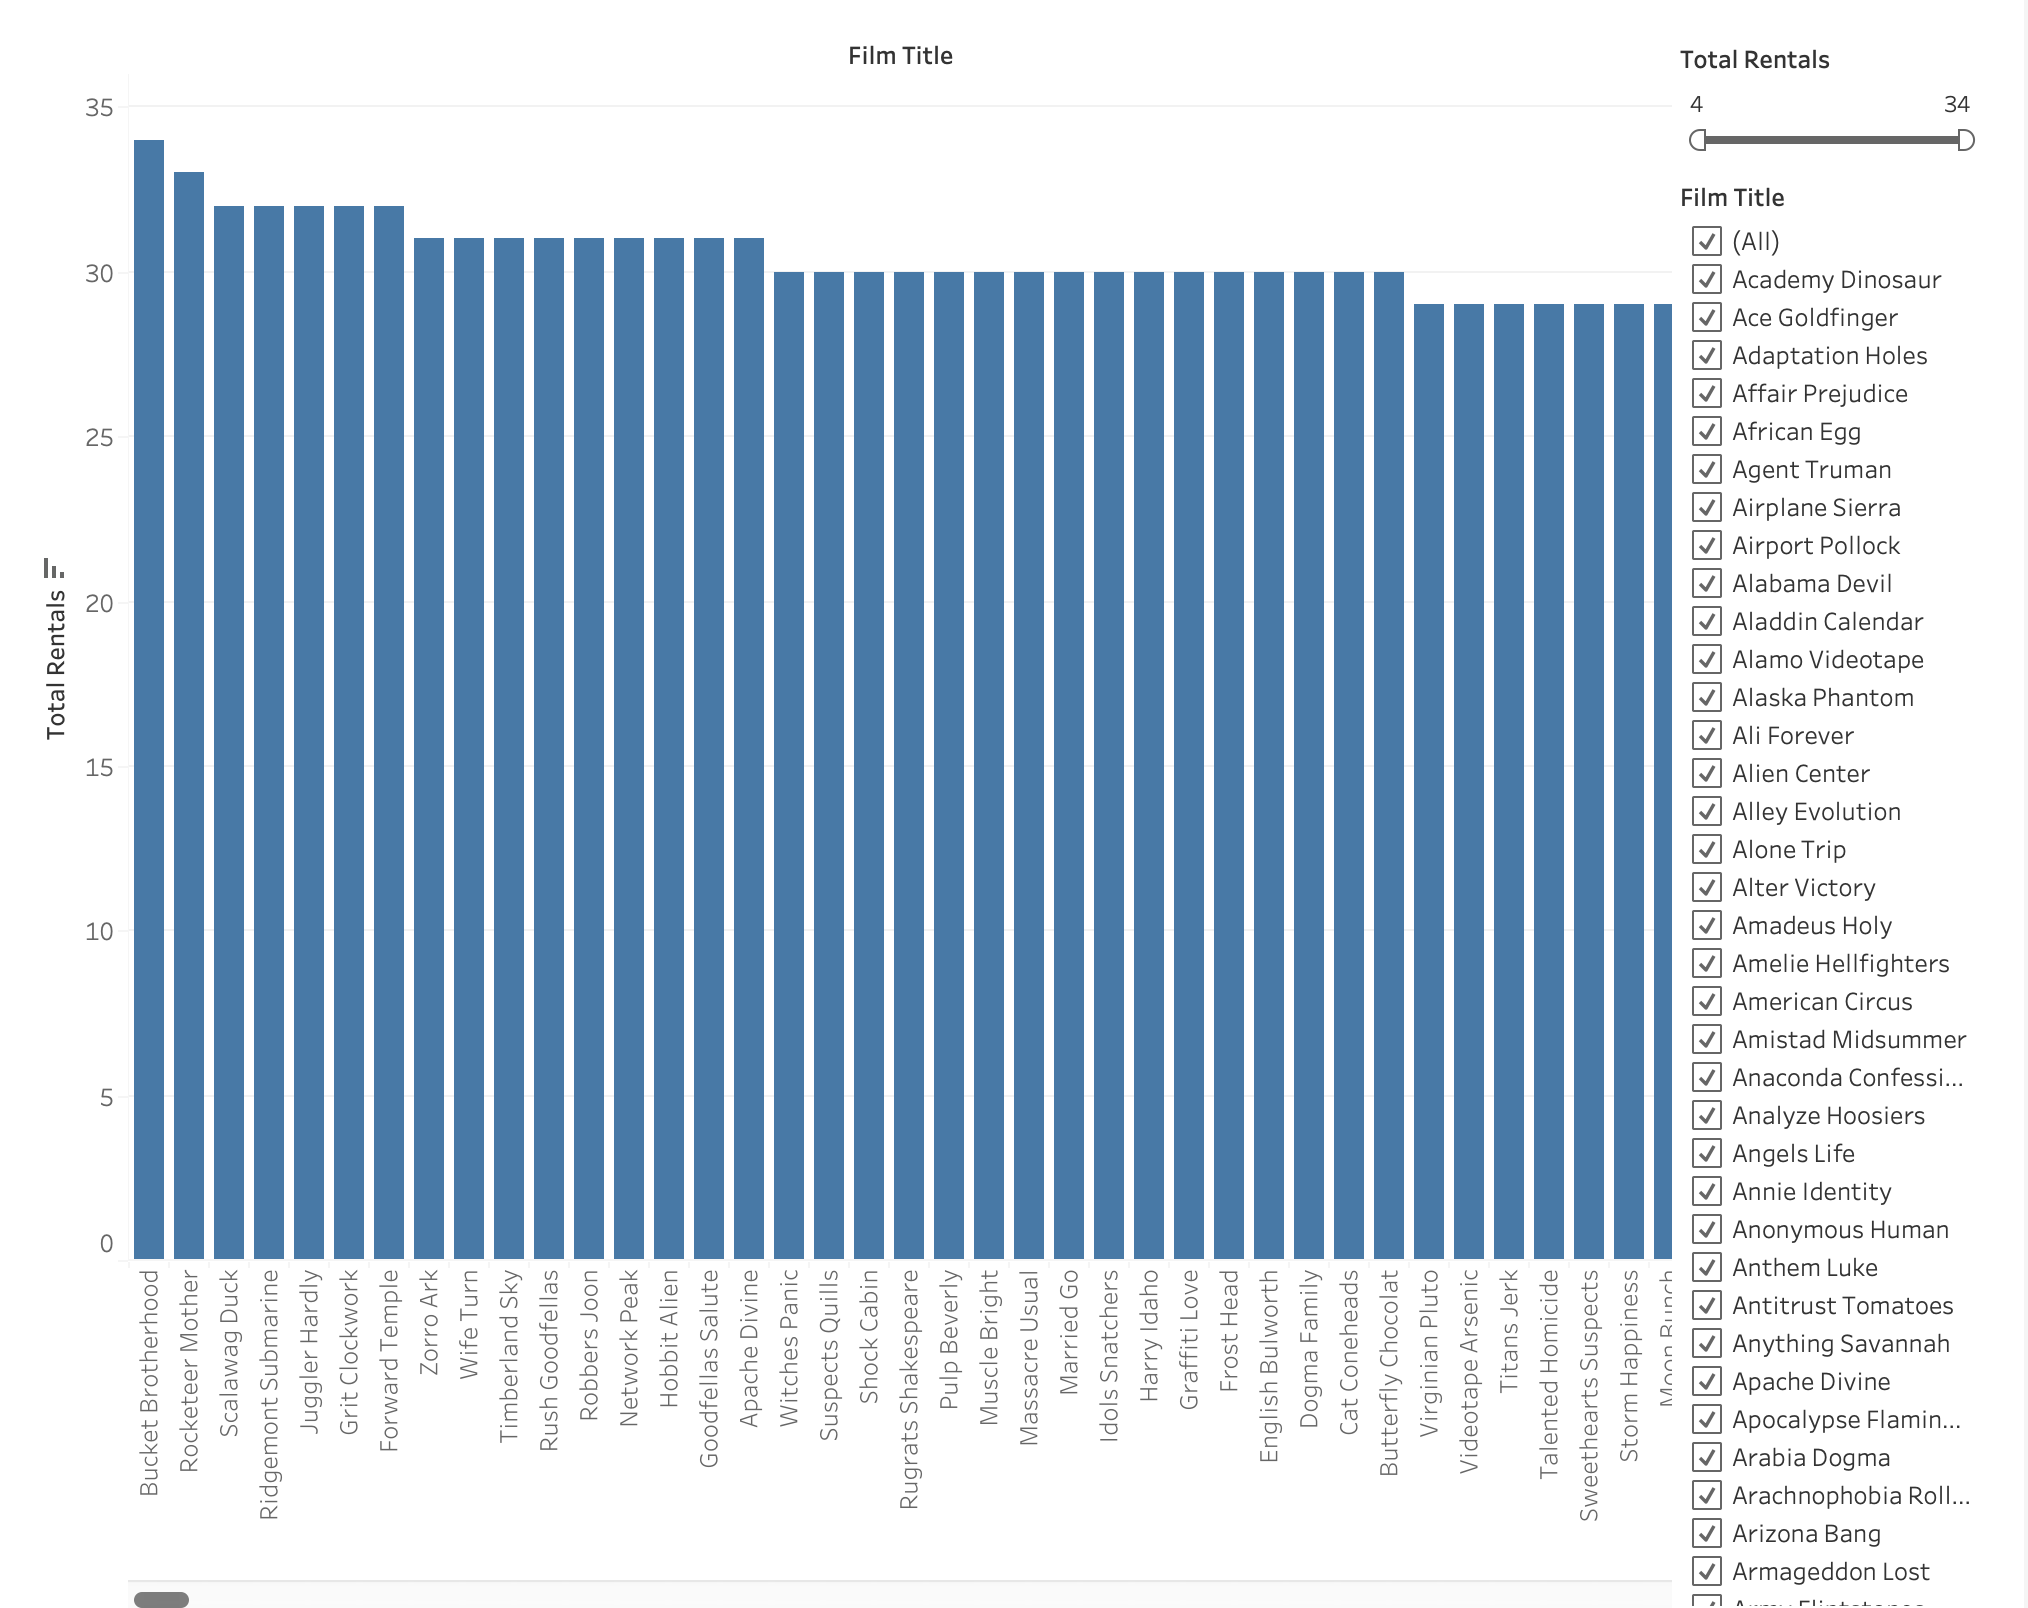 Film Title
35
30
25
20
15
10
5
0
Total Rentals
Bucket Brotherhood
Rocketeer Mother
Scalawag Duck
Ridgemont Submarine
Juggler Hardly
Grit Clockwork
Forward Temple
Zorro Ark
Wife Turn
Timberland Sky
Rush Goodfellas
Robbers Joon
Network Peak
Hobbit Alien
Goodfellas Salute
Apache Divine
Witches Panic
Suspects Quills
Shock Cabin
Rugrats Shakespeare
Pulp Beverly
Muscle Bright
Massacre Usual
Married Go
Idols Snatchers
Harry Idaho
Graffiti Love
Frost Head
English Bulworth
Dogma Family
Cat Coneheads
Butterfly Chocolat
Virginian Pluto
Videotape Arsenic
Titans Jerk
Talented Homicide
Sweethearts Suspects
Storm Happiness
Moon Bunch
Total Rentals
4 34
Film Title
(All)
Academy Dinosaur
Ace Goldfinger
Adaptation Holes
Affair Prejudice
African Egg
Agent Truman
Airplane Sierra
Airport Pollock
Alabama Devil
Aladdin Calendar
Alamo Videotape
Alaska Phantom
Ali Forever
Alien Center
Alley Evolution
Alone Trip
Alter Victory
Amadeus Holy
Amelie Hellfighters
American Circus
Amistad Midsummer
Anaconda Confessi...
Analyze Hoosiers
Angels Life
Annie Identity
Anonymous Human
Anthem Luke
Antitrust Tomatoes
Anything Savannah
Apache Divine
Apocalypse Flamin...
Arabia Dogma
Arachnophobia Roll...
Arizona Bang
Armageddon Lost